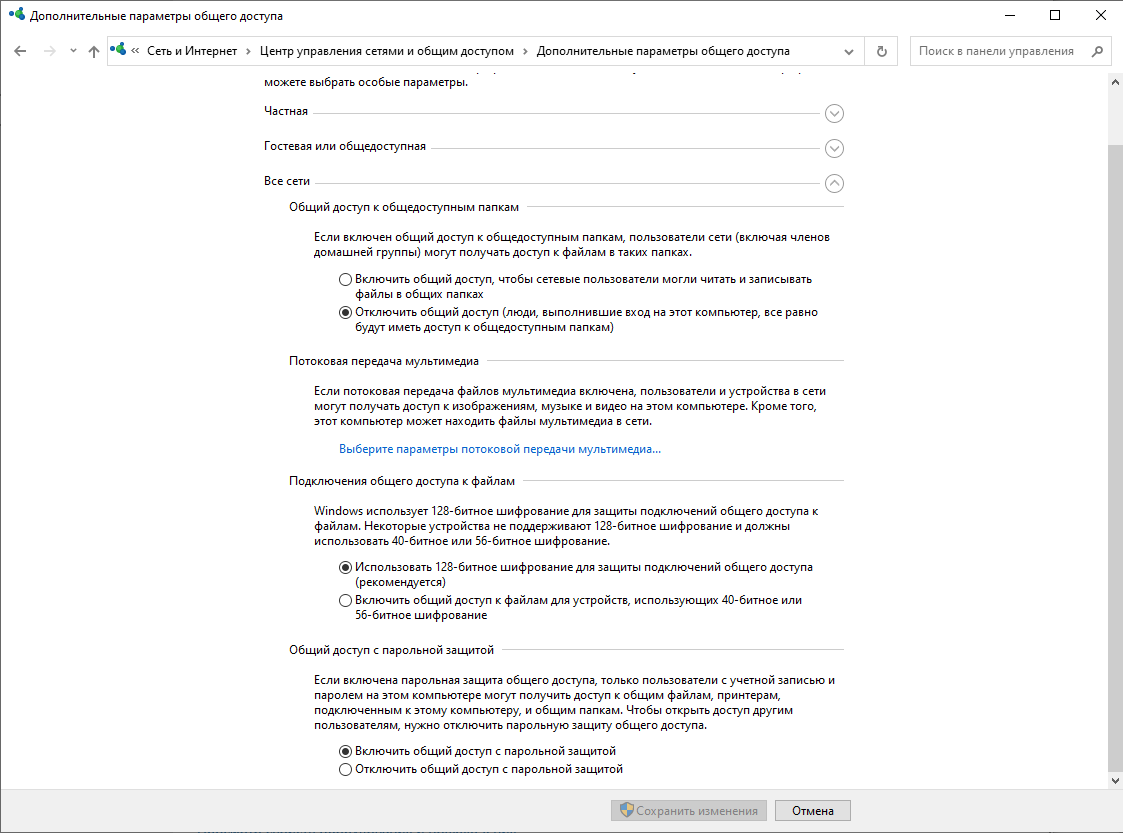 Дополнительные параметры общего доступа
« Сеть и Интернет › Центр управления сетями и общим доступом › Дополнительные параметры общего доступа
Поиск в панели управления
можете выбрать особые параметры.
Частная
Гостевая или общедоступная
Все сети
Общий доступ к общедоступным папкам
Если включен общий доступ к общедоступным папкам, пользователи сети (включая членов
домашней группы) могут получать доступ к файлам в таких папках.
Включить общий доступ, чтобы сетевые пользователи могли читать и записывать
файлы в общих папках
Отключить общий доступ (люди, выполнившие вход на этот компьютер, все равно
будут иметь доступ к общедоступным папкам)
Потоковая передача мультимедиа
Если потоковая передача файлов мультимедиа включена, пользователи и устройства в сети
могут получать доступ к изображениям, музыке и видео на этом компьютере. Кроме того,
этот компьютер может находить файлы мультимедиа в сети.
Выберите параметры потоковой передачи мультимедиа...
Подключения общего доступа к файлам
Windows использует 128-битное шифрование для защиты подключений общего доступа к
файлам. Некоторые устройства не поддерживают 128-битное шифрование и должны
использовать 40-битное или 56-битное шифрование.
Использовать 128-битное шифрование для защиты подключений общего доступа
(рекомендуется)
Включить общий доступ к файлам для устройств, использующих 40-битное или
56-битное шифрование
Общий доступ с парольной защитой
Если включена парольная защита общего доступа, только пользователи с учетной записью и
паролем на этом компьютере могут получить доступ к общим файлам, принтерам,
подключенным к этому компьютеру, и общим папкам. Чтобы открыть доступ другим
пользователям, нужно отключить парольную защиту общего доступа.
Включить общий доступ с парольной защитой
Отключить общий доступ с парольной защитой
Сохранить изменения
Отмена